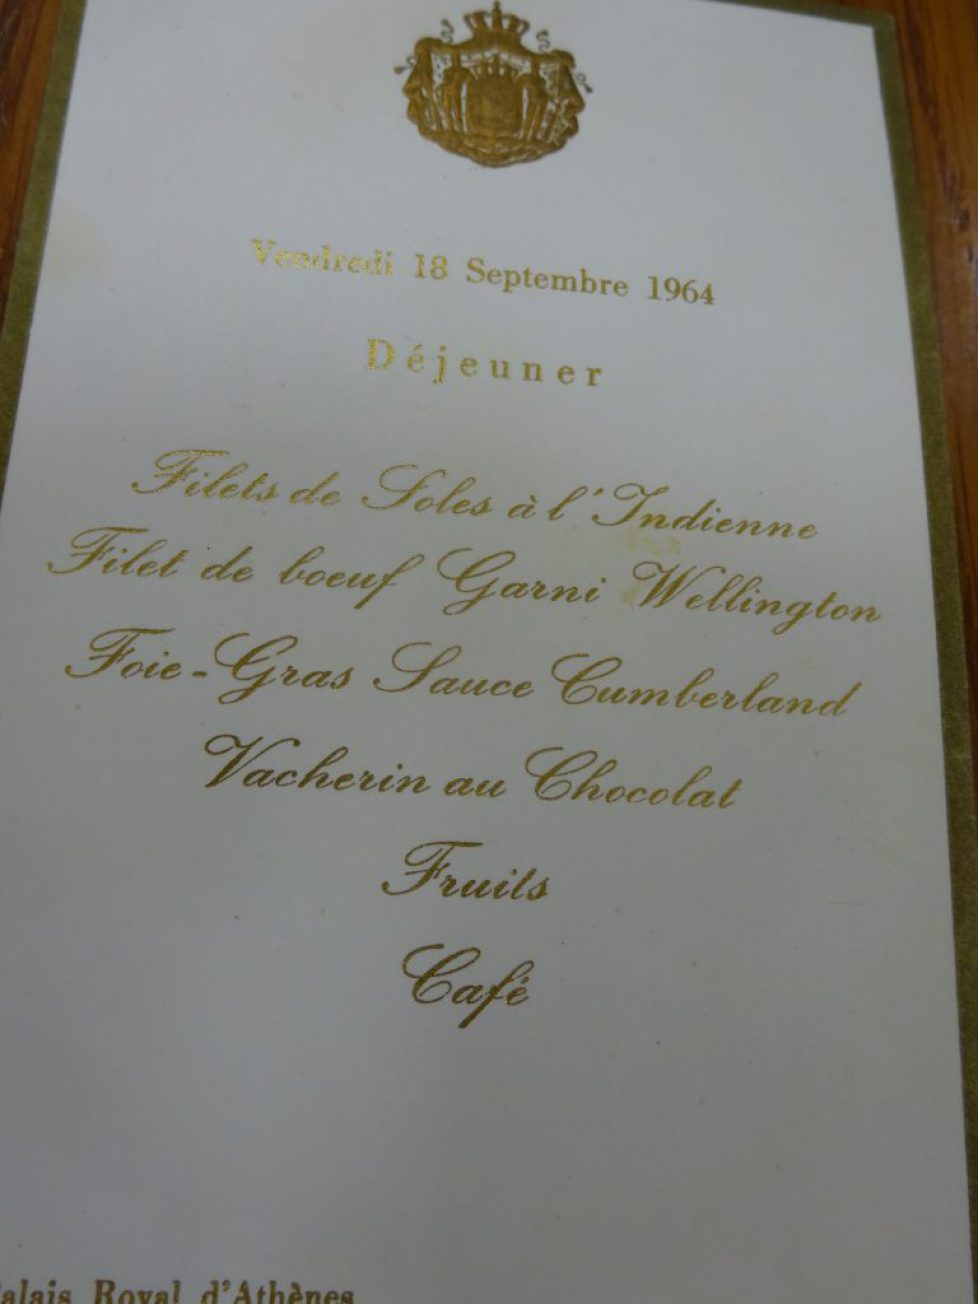 Vendredi 18 Septembre 1964
Déjeuner
Filets de Soles à l'Indienne
Filet de boeuf Garni Wellington
Foie-Gras Sauce Cumberland
Vacherin au Chocolat
Fruits
Café
Palais Royal d'Athènes